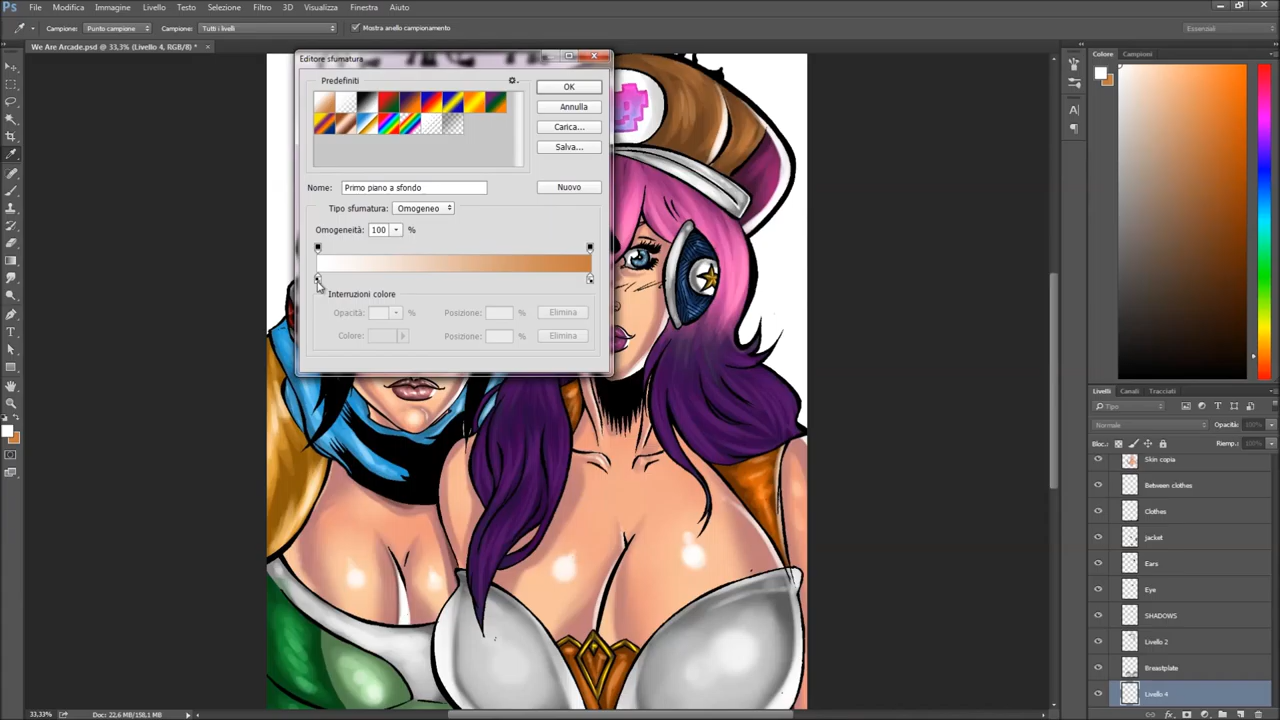 Ps File Modifica Immagine Livello Testo Selezione Filtro 3D Visualizza Finestra Aiuto
Campione: Punto campione Campione: Tutti i livelli Mostra anello campionamento Essenziali
We Are Arcade.psd @ 33,3% (Livello 4, RGB/8) *
Editore sfumatura
Predefiniti
OK
Annulla
Carica...
Salva...
Nome: Primo piano a sfondo Nuovo
Tipo sfumatura: Omogeneo
Omogeneità: 100 %
Interruzioni colore
Opacità: % Posizione: % Elimina
Colore: Posizione: % Elimina
Colore Campioni
Livelli Canali Tracciati
Tipo
Normale Opacità: 100%
Bloc.: Riemp.: 100%
Skin copia
Between clothes
Clothes
jacket
Ears
Eye
SHADOWS
Livello 2
Breastplate
Livello 4
33,33% Doc: 22,6 MB/158,1 MB